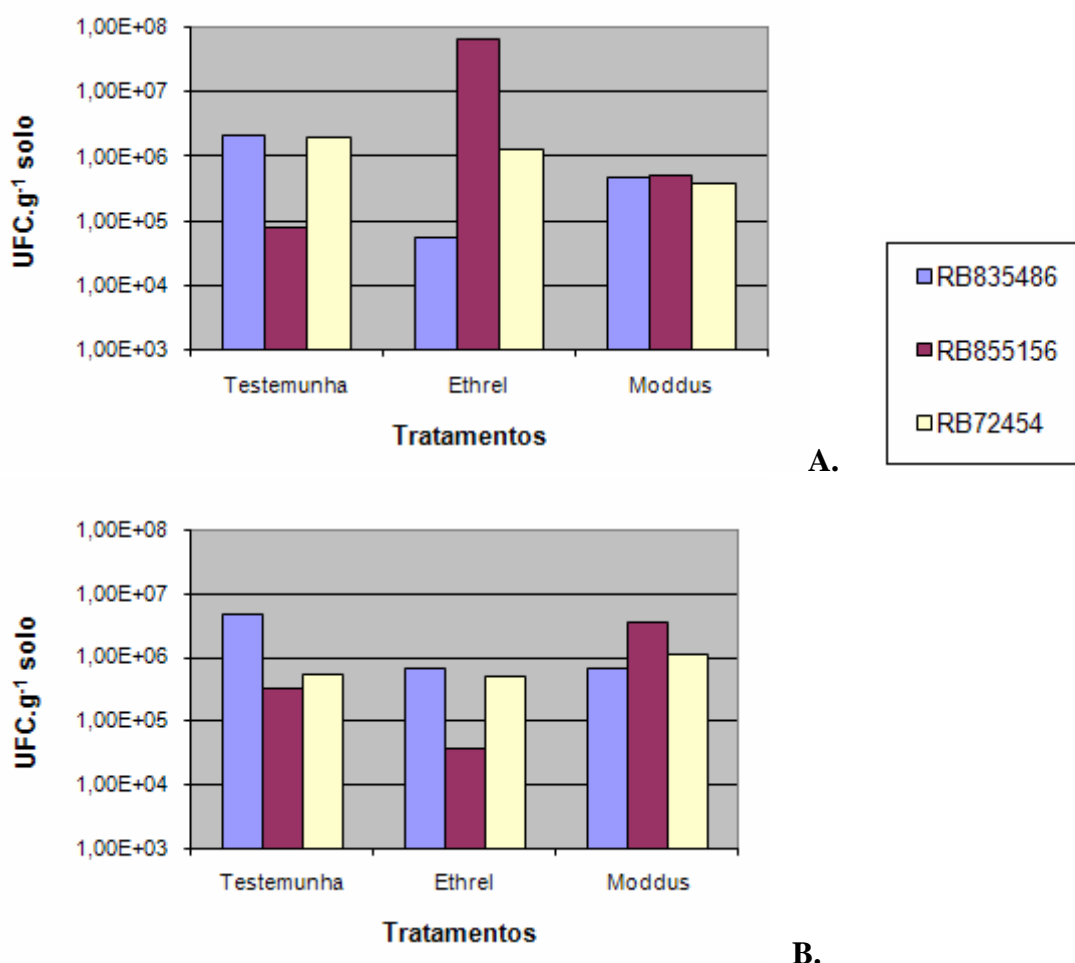 1,00E+08
1,00E+07
1,00E+06
1,00E+05
1,00E+04
1,00E+03
UFC.g⁻¹ solo
Testemunha Ethrel Moddus
Tratamentos
A.
RB835486
RB855156
RB72454
1,00E+08
1,00E+07
1,00E+06
1,00E+05
1,00E+04
1,00E+03
UFC.g⁻¹ solo
Testemunha Ethrel Moddus
Tratamentos
B.